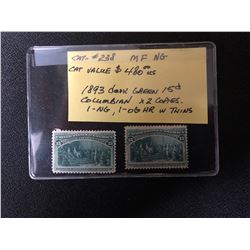 CAT- #238 MF NG
CAT VALUE $480.00 US
1893 dark GREEN 15¢
COLUMBIAN x2 COPIES.
1-NG, 1-OG HR W THINS